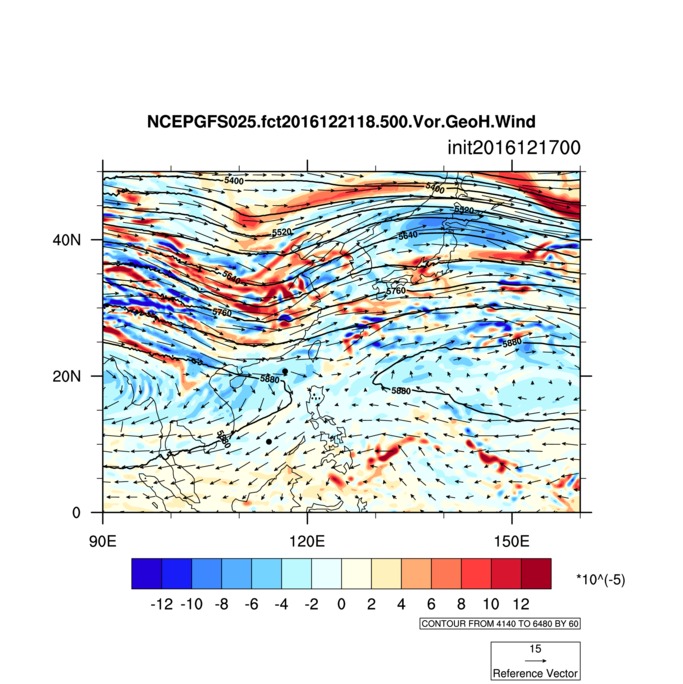 NCEPGFS025.fct2016122118.500.Vor.GeoH.Wind
init2016121700
5400
5400
5520
5520
5640
40N
5640
5760
5760
5880
20N
5880
5880
5880
0
90E 120E 150E
-12 -10 -8 -6 -4 -2 0 2 4 6 8 10 12
*10^(-5)
CONTOUR FROM 4140 TO 6480 BY 60
15
Reference Vector